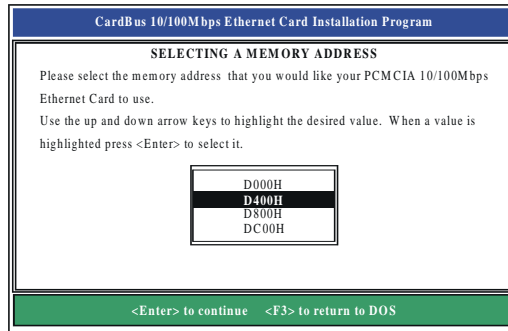 CardBus 10/100Mbps Ethernet Card Installation Program
SELECTING A MEMORY ADDRESS
Please select the memory address that you would like your PCMCIA 10/100Mbps
Ethernet Card to use.
Use the up and down arrow keys to highlight the desired value. When a value is
highlighted press <Enter> to select it.
D000H
D400H
D800H
DC00H
<Enter> to continue <F3> to return to DOS